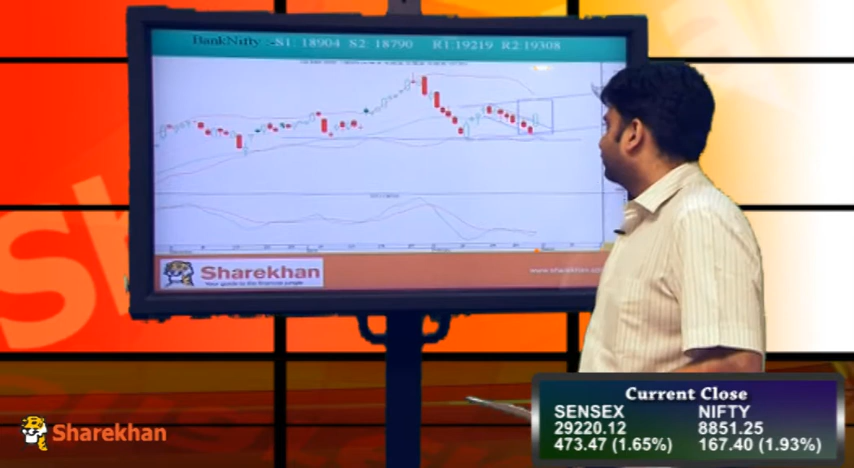 BankNifty :-S1: 18904 S2: 18790 R1:19219 R2:19308
Sharekhan
Your guide to the financial jungle
www.sharekhan
Sharekhan
Current Close
SENSEX NIFTY
29220.12 8851.25
473.47 (1.65%) 167.40 (1.93%)